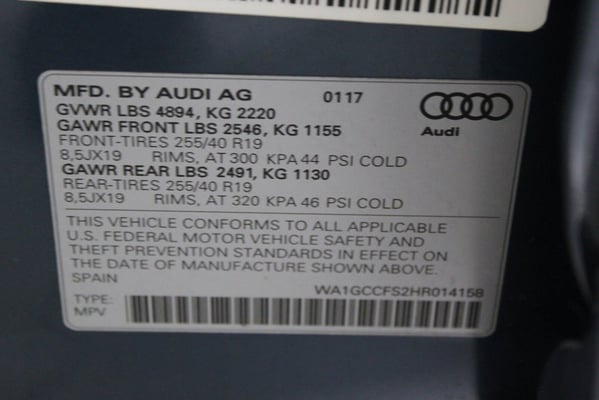 MFD. BY AUDI AG 0117
GVWR LBS 4894, KG 2220
GAWR FRONT LBS 2546, KG 1155
FRONT-TIRES 255/40 R19
8,5JX19 RIMS, AT 300 KPA 44 PSI COLD
GAWR REAR LBS 2491, KG 1130
REAR-TIRES 255/40 R19
8,5JX19 RIMS, AT 320 KPA 46 PSI COLD
Audi
THIS VEHICLE CONFORMS TO ALL APPLICABLE
U.S. FEDERAL MOTOR VEHICLE SAFETY AND
THEFT PREVENTION STANDARDS IN EFFECT ON
THE DATE OF MANUFACTURE SHOWN ABOVE.
SPAIN
WA1GCCFS2HR014158
TYPE:
MPV